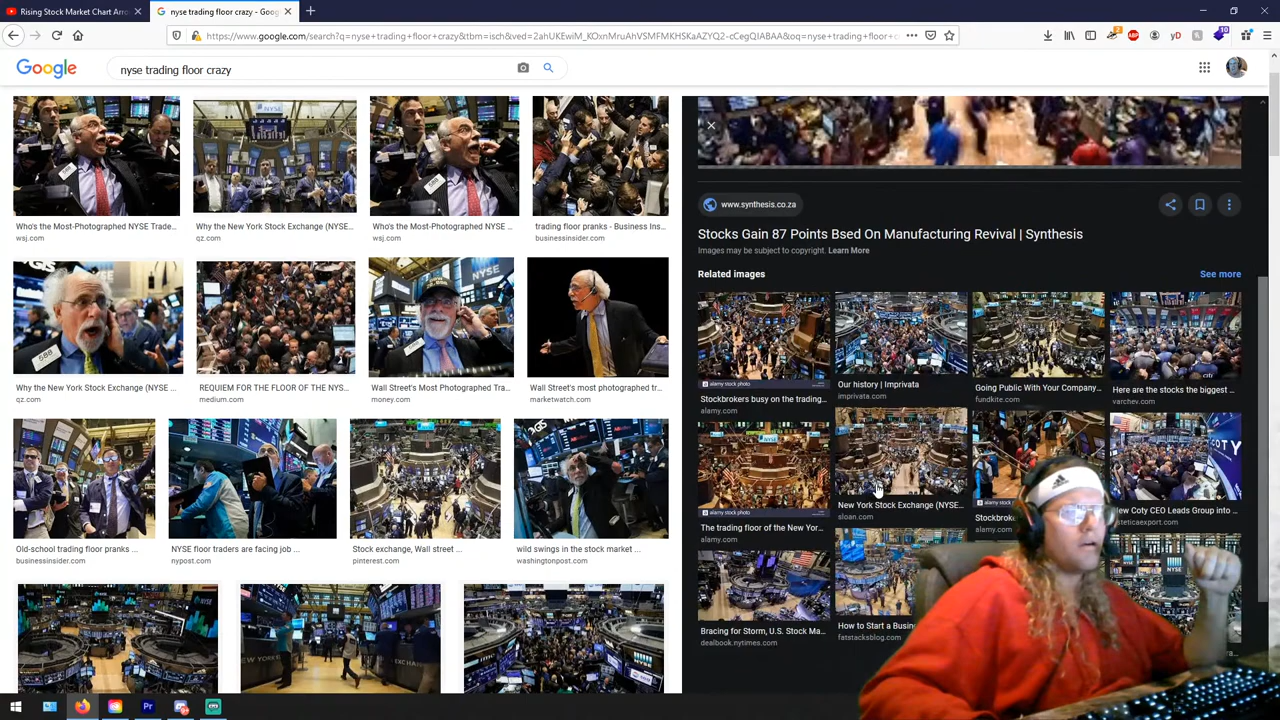 Rising Stock Market Chart Arro
nyse trading floor crazy - Goog
https://www.google.com/search?q=nyse+trading+floor+crazy&tbm=isch&ved=2ahUKEwiM_KOxnMruAhVSMFMKHSKaAZYQ2-cCegQIABAA&oq=nyse+trading+floor+c
Google
nyse trading floor crazy
Who's the Most-Photographed NYSE Trade...
wsj.com
Why the New York Stock Exchange (NYSE...
qz.com
Who's the Most-Photographed NYSE ...
wsj.com
trading floor pranks - Business Ins...
businessinsider.com
Why the New York Stock Exchange (NYSE ...
qz.com
REQUIEM FOR THE FLOOR OF THE NYS...
medium.com
Wall Street's Most Photographed Tra...
money.com
Wall Street's most photographed tr...
marketwatch.com
Old-school trading floor pranks ...
businessinsider.com
NYSE floor traders are facing job ...
nypost.com
Stock exchange, Wall street ...
pinterest.com
wild swings in the stock market ...
washingtonpost.com
www.synthesis.co.za
Stocks Gain 87 Points Bsed On Manufacturing Revival | Synthesis
Images may be subject to copyright. Learn More
Related images
See more
Stockbrokers busy on the trading...
alamy.com
Our history | Imprivata
imprivata.com
Going Public With Your Company...
fundkite.com
Here are the stocks the biggest ...
varchev.com
The trading floor of the New Yor...
alamy.com
New York Stock Exchange (NYSE...
sloan.com
Stockbroke
alamy.com
New Coty CEO Leads Group into ...
Bracing for Storm, U.S. Stock Ma...
dealbook.nytimes.com
How to Start a Busin
fatstacksblog.com
adidas